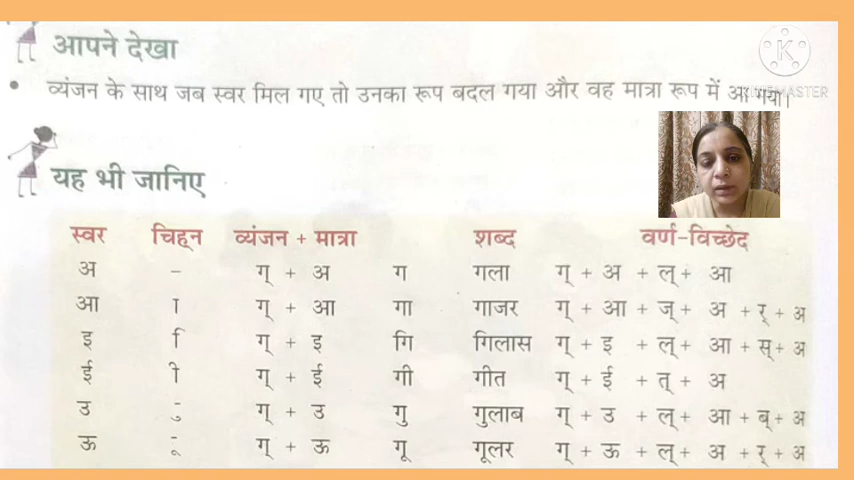 आपने देखा
• व्यंजन के साथ जब स्वर मिल गए तो उनका रूप बदल गया और वह मात्रा रूप में आ गया।
K
KINEMASTER
यह भी जानिए
स्वर चिह्न व्यंजन + मात्रा शब्द वर्ण-विच्छेद
अ – ग् + अ ग गला ग् + अ + ल् + आ
आ ा ग् + आ गा गाजर ग् + आ + ज् + अ + र् + अ
इ ि ग् + इ गि गिलास ग् + इ + ल् + आ + स् + अ
ई ी ग् + ई गी गीत ग् + ई + त् + अ
उ ु ग् + उ गु गुलाब ग् + उ + ल् + आ + ब् + अ
ऊ ू ग् + ऊ गू गूलर ग् + ऊ + ल् + अ + र् + अ